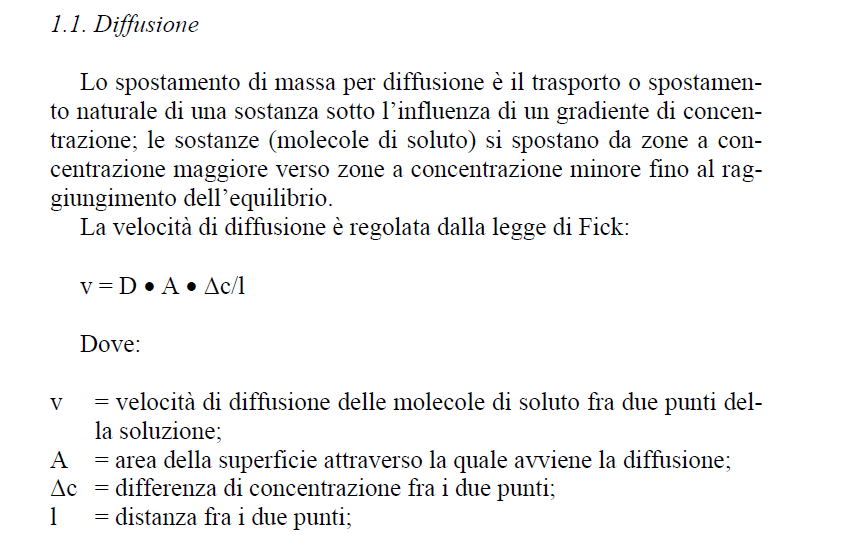 1.1. Diffusione
Lo spostamento di massa per diffusione è il trasporto o spostamen-
to naturale di una sostanza sotto l’influenza di un gradiente di concen-
trazione; le sostanze (molecole di soluto) si spostano da zone a con-
centrazione maggiore verso zone a concentrazione minore fino al rag-
giungimento dell’equilibrio.
La velocità di diffusione è regolata dalla legge di Fick:
v = D • A • Δc/l
Dove:
v = velocità di diffusione delle molecole di soluto fra due punti del-
la soluzione;
A = area della superficie attraverso la quale avviene la diffusione;
Δc = differenza di concentrazione fra i due punti;
l = distanza fra i due punti;